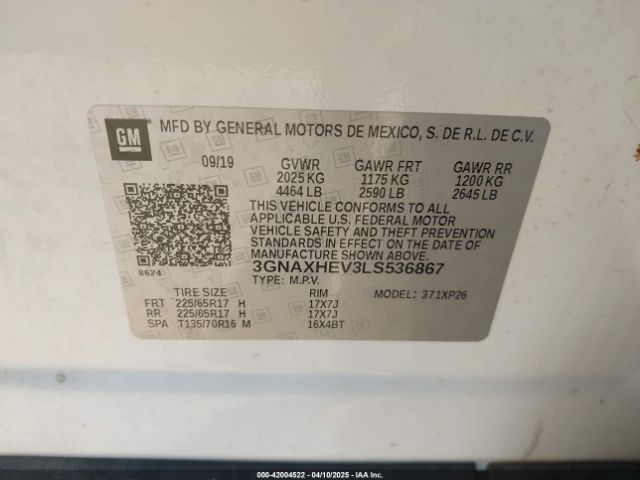 GM
MFD BY GENERAL MOTORS DE MEXICO, S. DE R.L. DE C.V.
09/19 GVWR GAWR FRT GAWR RR
2025 KG 1175 KG 1200 KG
4464 LB 2590 LB 2645 LB
THIS VEHICLE CONFORMS TO ALL
APPLICABLE U.S. FEDERAL MOTOR
VEHICLE SAFETY AND THEFT PREVENTION
STANDARDS IN EFFECT ON THE DATE OF
MANUFACTURE SHOWN ABOVE.
8624 3GNAXHEV3LS536867
TYPE: M.P.V.
TIRE SIZE RIM MODEL: 371XP26
FRT 225/65R17 H 17X7J
RR 225/65R17 H 17X7J
SPA T135/70R16 M 16X4BT
000-42004522 - 04/10/2025 - IAA Inc.